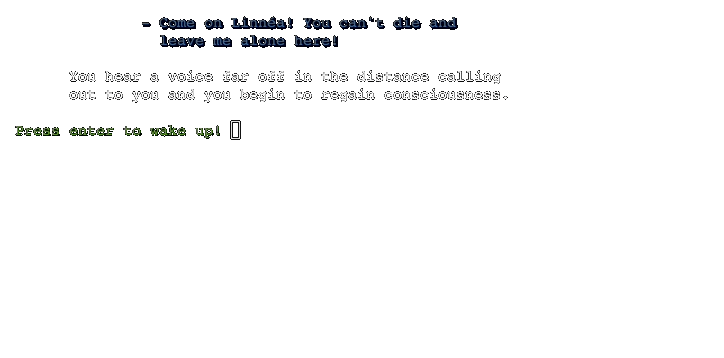 - Come on Linnéa! You can't die and
leave me alone here!
You hear a voice far off in the distance calling
out to you and you begin to regain consciousness.
Press enter to wake up!